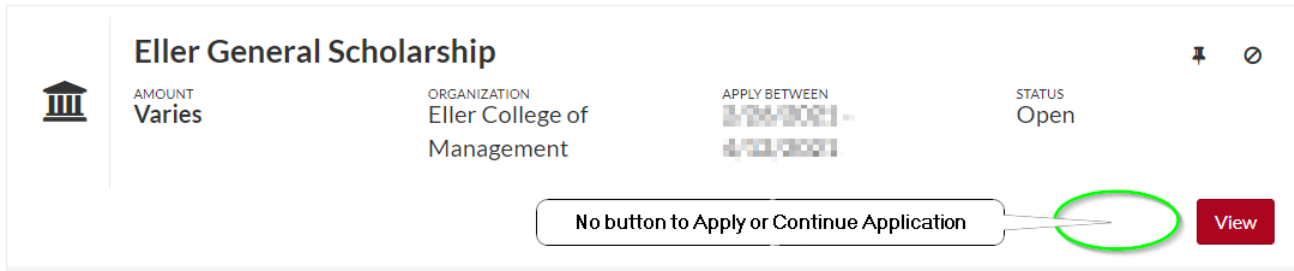 Eller General Scholarship
AMOUNT
Varies
ORGANIZATION
Eller College of
Management
APPLY BETWEEN
STATUS
Open
No button to Apply or Continue Application
View